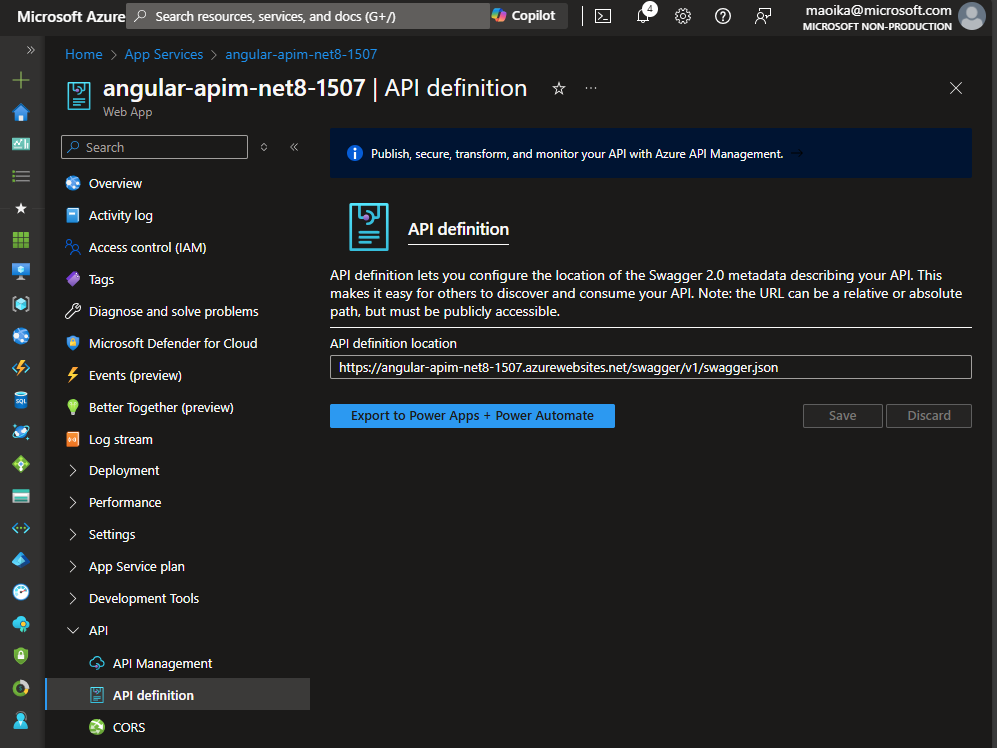 Microsoft Azure
Search resources, services, and docs (G+/)
Copilot
4
maoika@microsoft.com
MICROSOFT NON-PRODUCTION
Home > App Services > angular-apim-net8-1507
angular-apim-net8-1507 | API definition
Web App
Search
Overview
Activity log
Access control (IAM)
Tags
Diagnose and solve problems
Microsoft Defender for Cloud
Events (preview)
Better Together (preview)
Log stream
Deployment
Performance
Settings
App Service plan
Development Tools
API
API Management
API definition
CORS
Publish, secure, transform, and monitor your API with Azure API Management.
API definition
API definition lets you configure the location of the Swagger 2.0 metadata describing your API. This
makes it easy for others to discover and consume your API. Note: the URL can be a relative or absolute
path, but must be publicly accessible.
API definition location
https://angular-apim-net8-1507.azurewebsites.net/swagger/v1/swagger.json
Export to Power Apps + Power Automate
Save
Discard
SQL